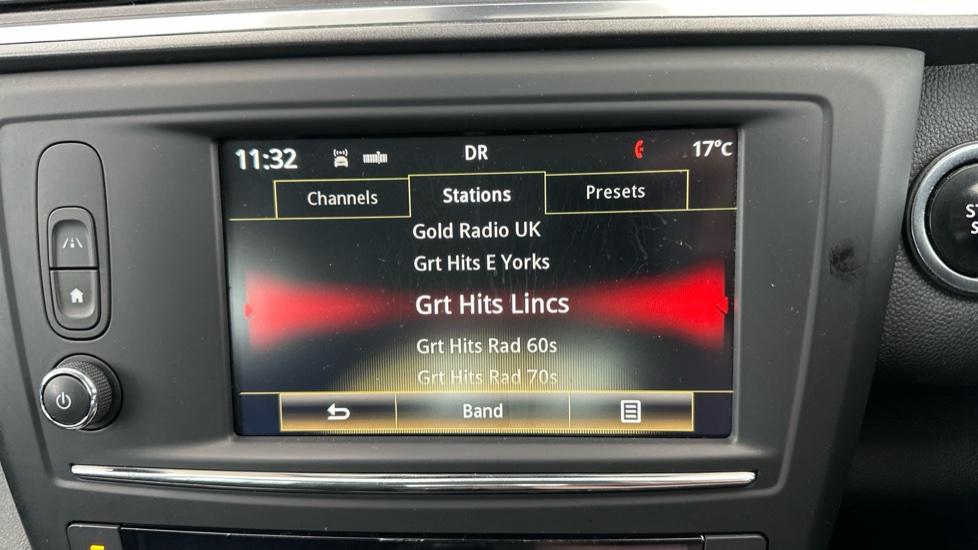 11:32 DR 17°C
Channels Stations Presets
Gold Radio UK
Grt Hits E Yorks
Grt Hits Lincs
Grt Hits Rad 60s
Grt Hits Rad 70s
Band